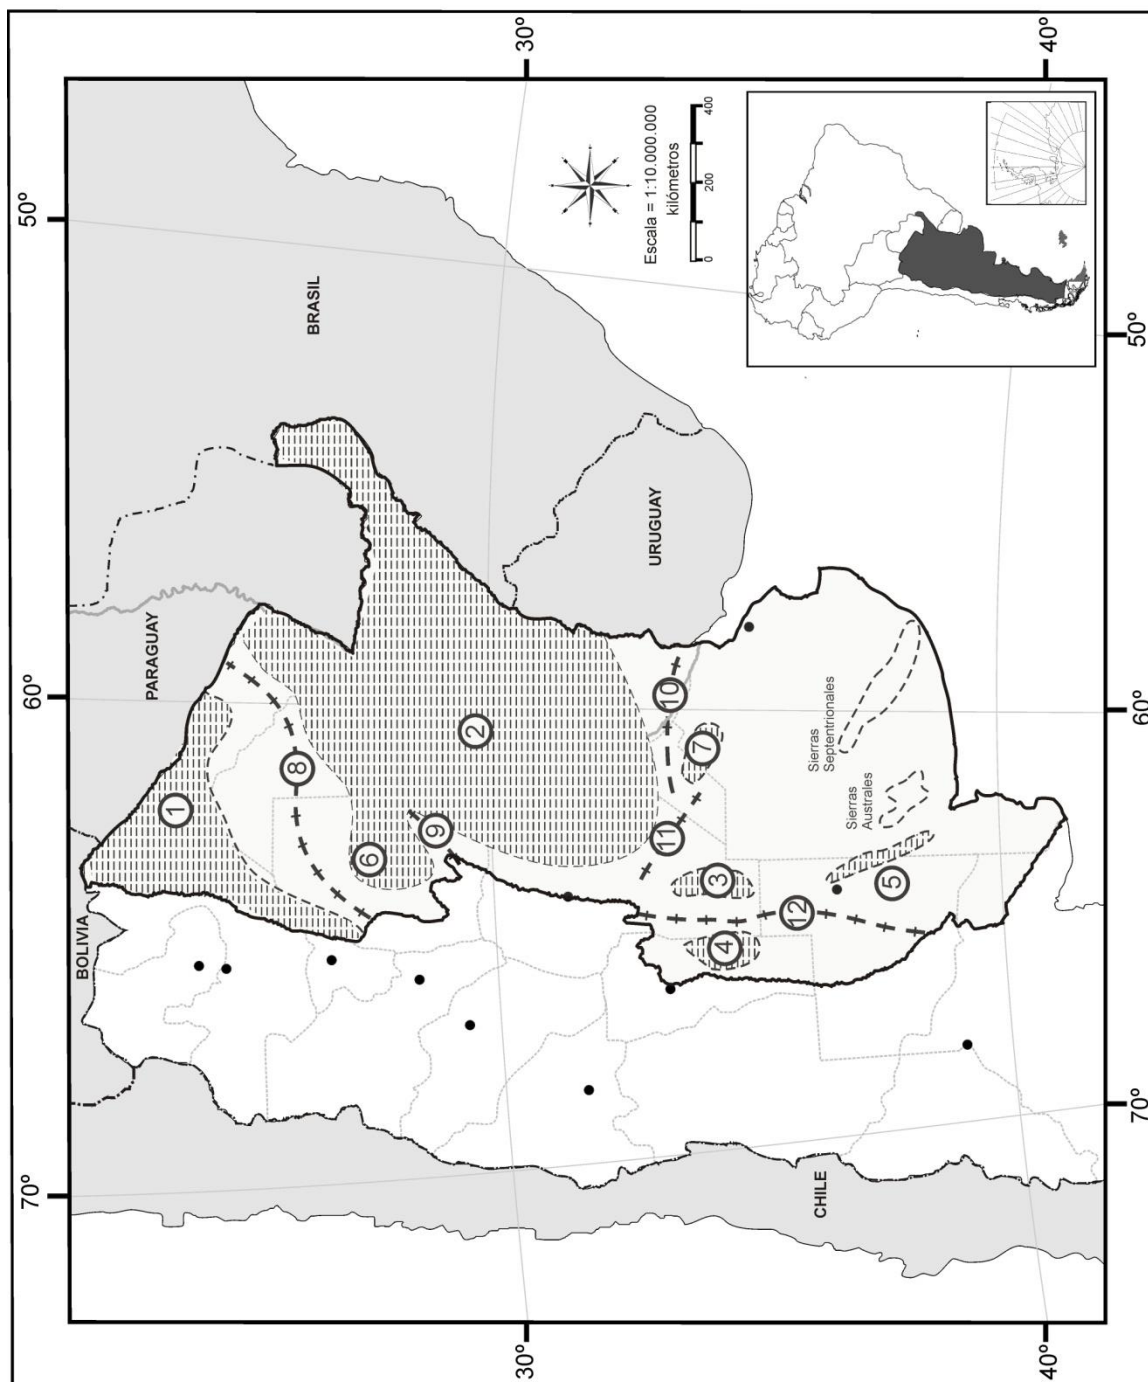 50°
60°
70°
30°
30°
40°
40°
50°
60°
70°
BOLIVIA
PARAGUAY
BRASIL
URUGUAY
CHILE
Escala = 1:10.000.000
kilómetros
0 200 400
1
2
3
4
5
6
7
8
9
10
11
12
Sierras
Septentrionales
Sierras
Australes